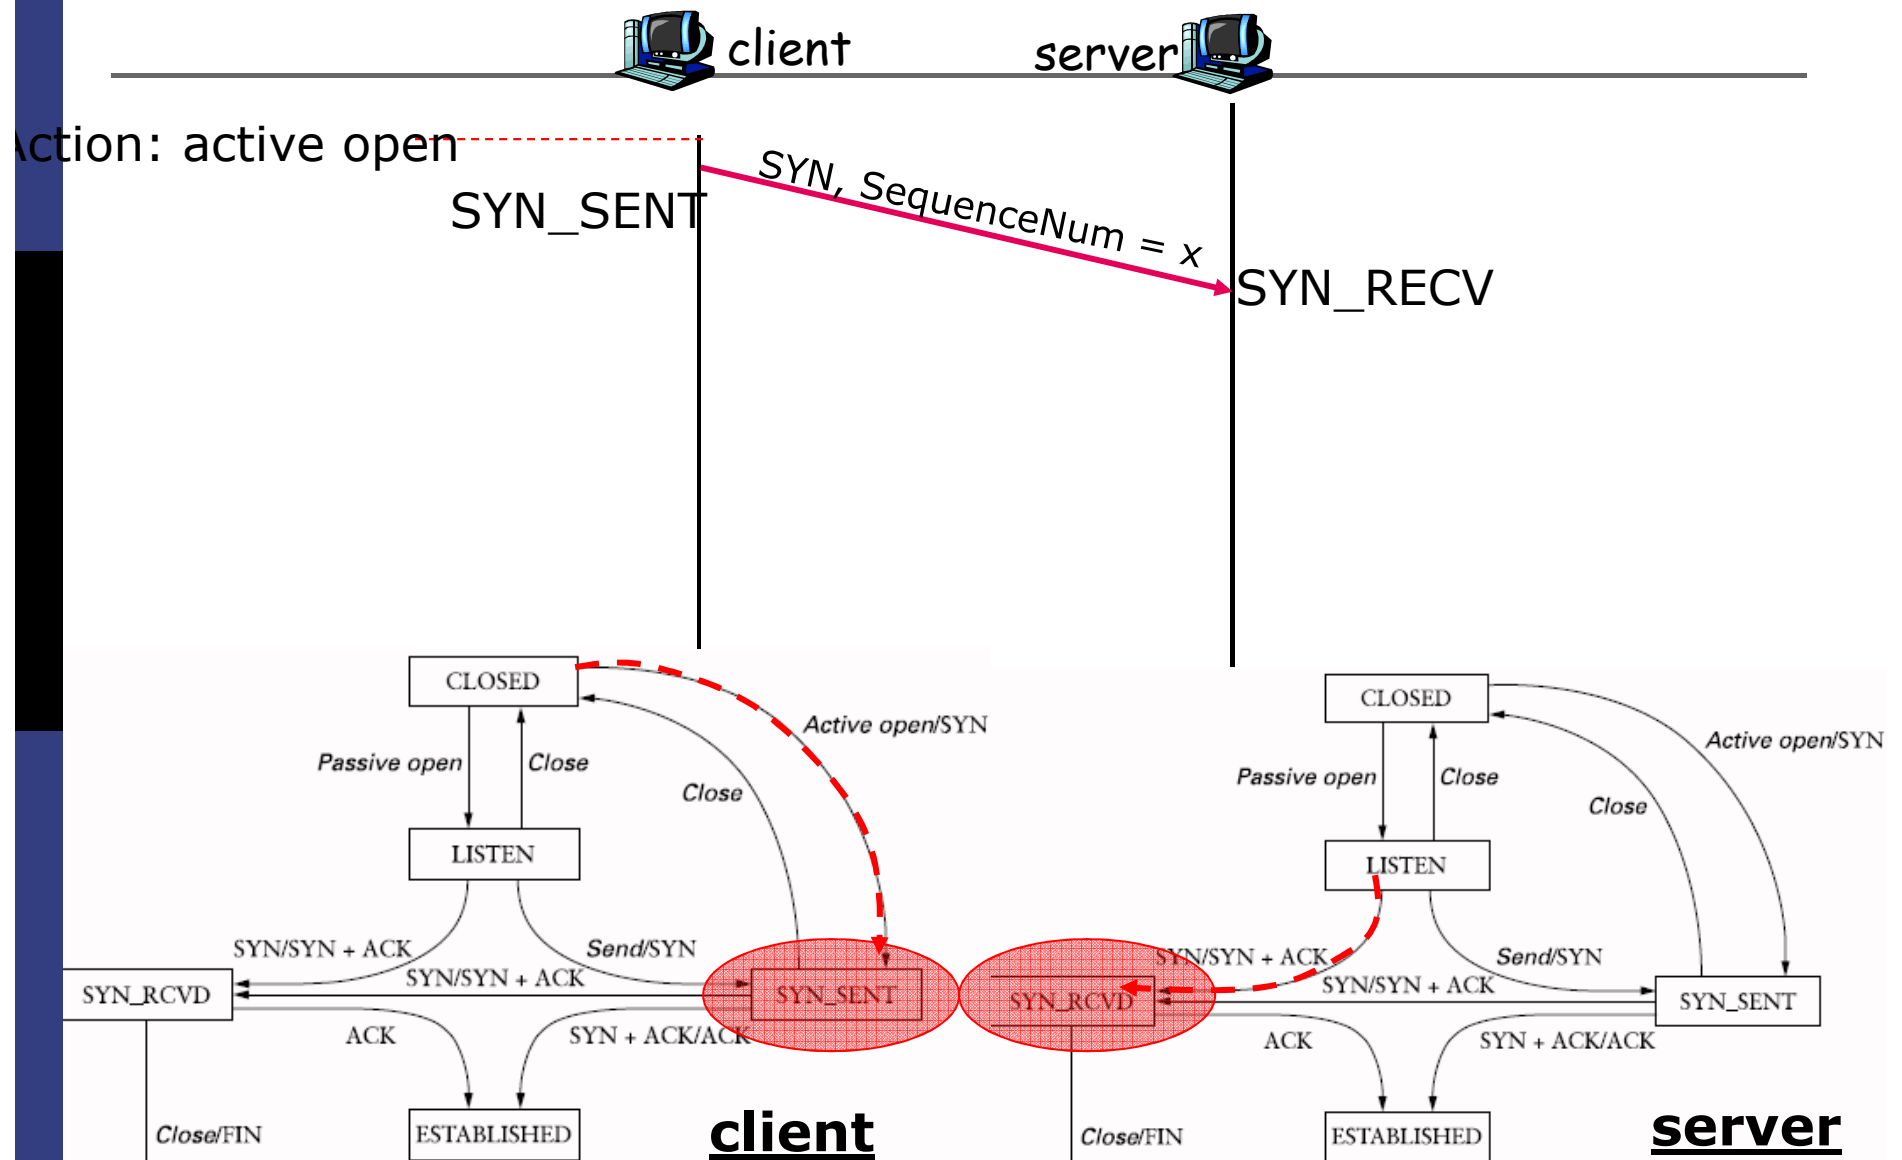 client
server
Action: active open
SYN, SequenceNum = x
SYN_SENT
SYN_RECV
CLOSED
Active open/SYN
Passive open
Close
Close
LISTEN
SYN/SYN + ACK
Send/SYN
SYN/SYN + ACK
SYN_RCVD
SYN_SENT
ACK
SYN + ACK/ACK
Close/FIN
ESTABLISHED
client
CLOSED
Active open/SYN
Passive open
Close
Close
LISTEN
SYN/SYN + ACK
Send/SYN
SYN/SYN + ACK
SYN_RCVD
SYN_SENT
ACK
SYN + ACK/ACK
Close/FIN
ESTABLISHED
server